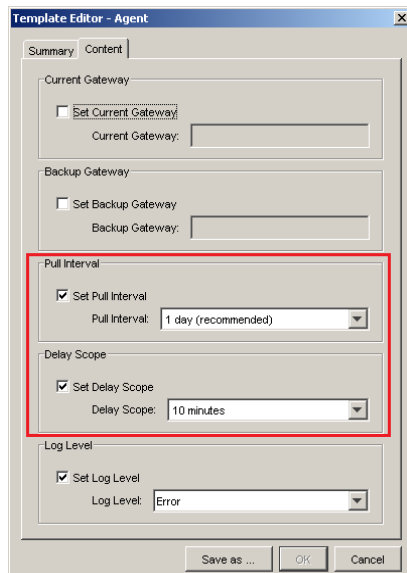 Template Editor - Agent
Summary Content
Current Gateway
Set Current Gateway
Current Gateway:
Backup Gateway
Set Backup Gateway
Backup Gateway:
Pull Interval
Set Pull Interval
Pull Interval: 1 day (recommended)
Delay Scope
Set Delay Scope
Delay Scope: 10 minutes
Log Level
Set Log Level
Log Level: Error
Save as ... OK Cancel